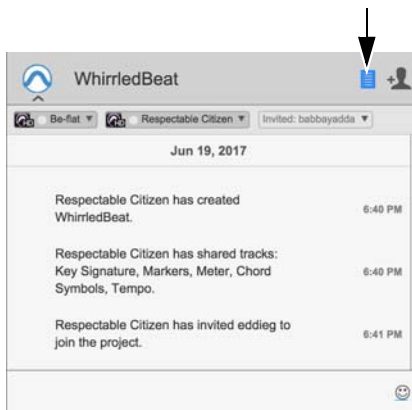 WhirrledBeat
Be-flat Respectable Citizen Invited: babbayadda
Jun 19, 2017
Respectable Citizen has created
WhirrledBeat.
6:40 PM
Respectable Citizen has shared tracks:
Key Signature, Markers, Meter, Chord
Symbols, Tempo.
6:40 PM
Respectable Citizen has invited eddieg to
join the project.
6:41 PM